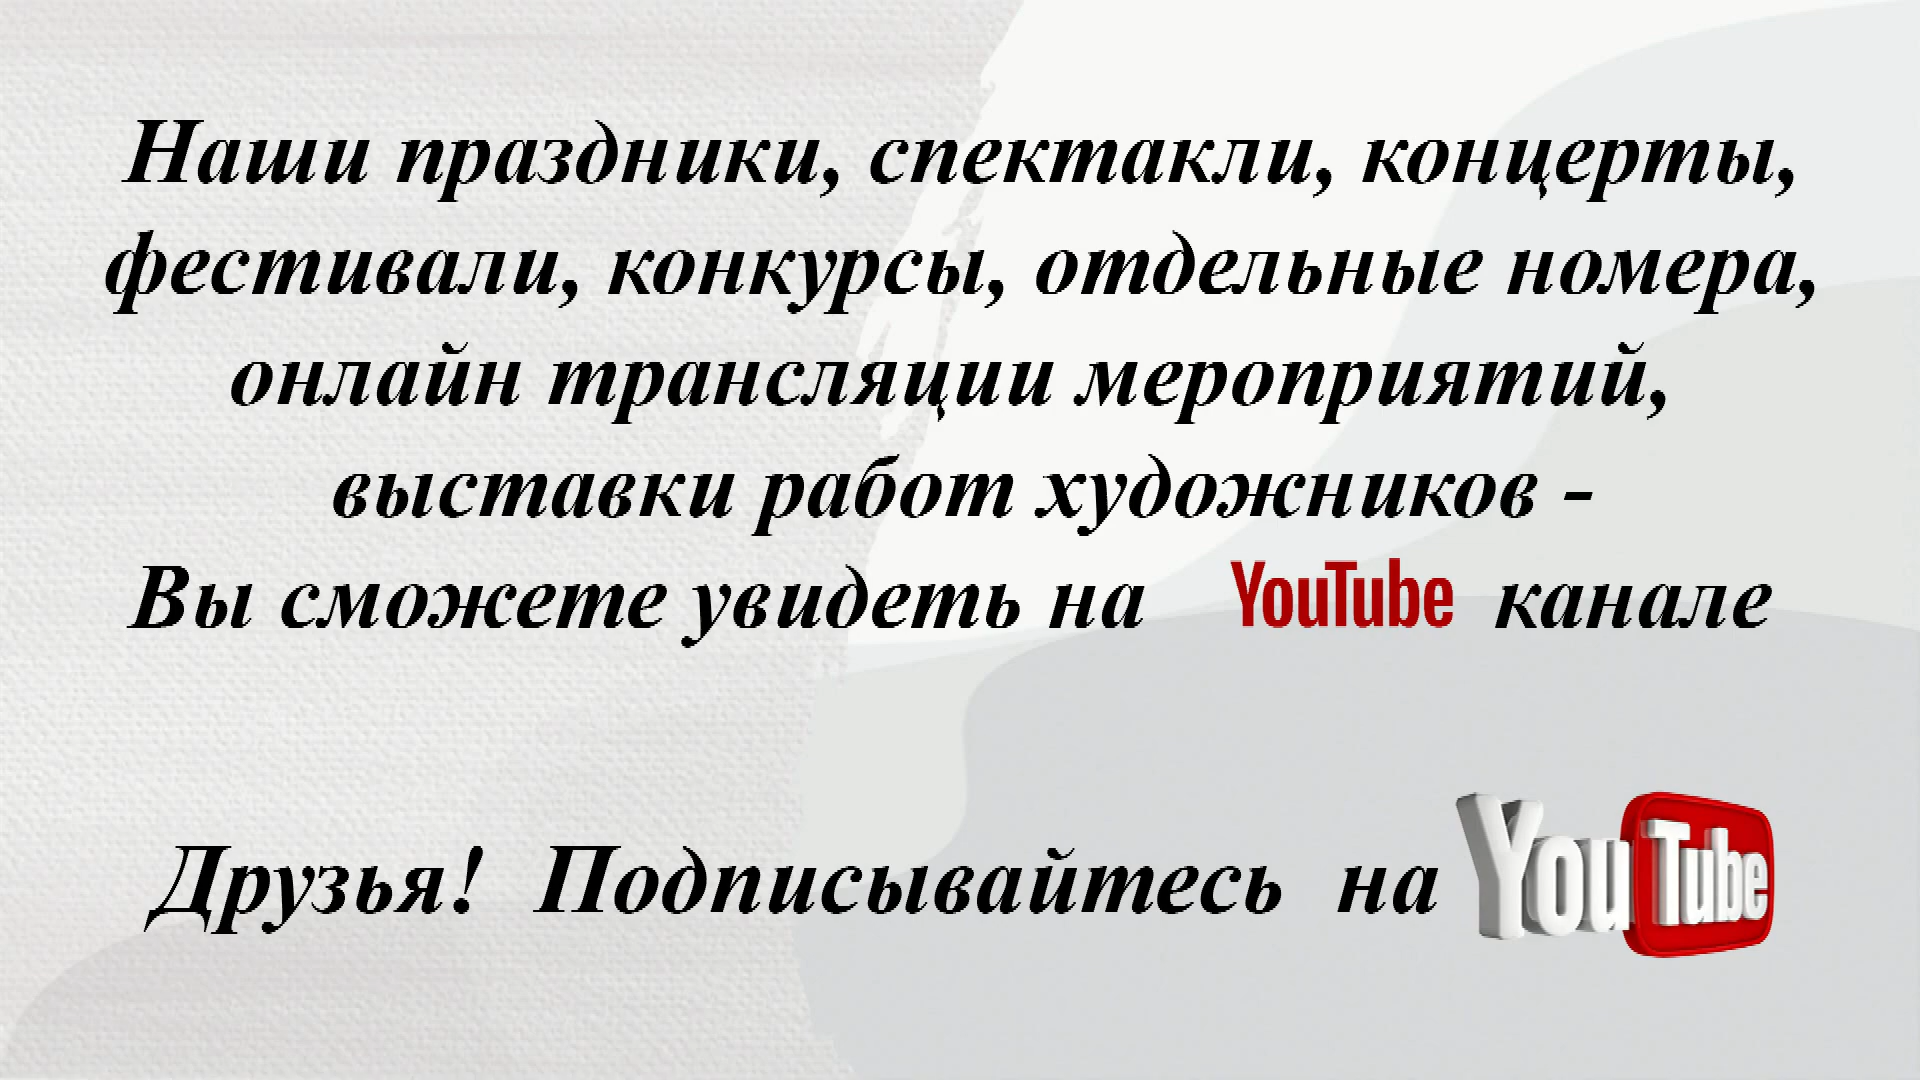 Наши праздники, спектакли, концерты,
фестивали, конкурсы, отдельные номера,
онлайн трансляции мероприятий,
выставки работ художников -
Вы сможете увидеть на YouTube канале
Друзья! Подписывайтесь на YouTube